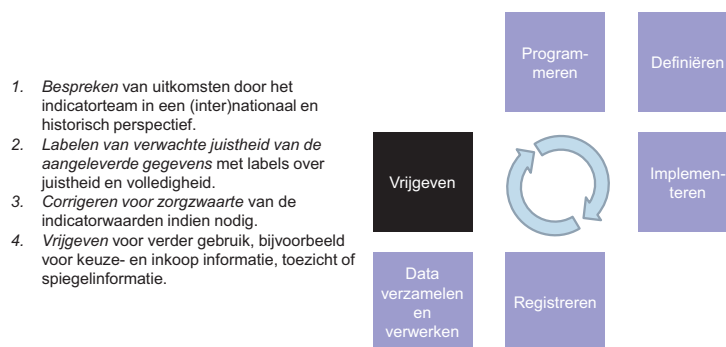 1. Bespreken van uitkomsten door het
indicatorteam in een (inter)nationaal en
historisch perspectief.
2. Labelen van verwachte juistheid van de
aangeleverde gegevens met labels over
juistheid en volledigheid.
3. Corrigeren voor zorgzwaarte van de
indicatorwaarden indien nodig.
4. Vrijgeven voor verder gebruik, bijvoorbeeld
voor keuze- en inkoop informatie, toezicht of
spiegelinformatie.
Program-
meren
Definiëren
Vrijgeven
Implemen-
teren
Data
verzamelen
en
verwerken
Registreren